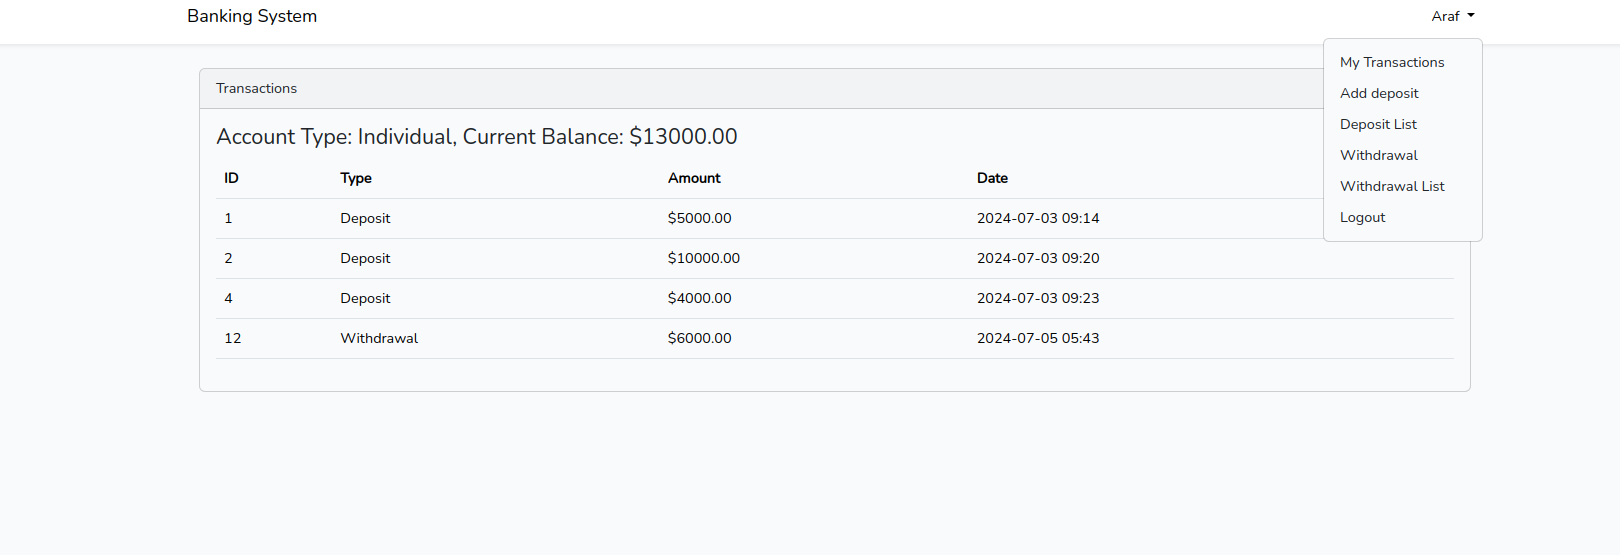 Banking System
Araf
My Transactions
Add deposit
Deposit List
Withdrawal
Withdrawal List
Logout
Transactions
Account Type: Individual, Current Balance: $13000.00
ID Type Amount Date
1 Deposit $5000.00 2024-07-03 09:14
2 Deposit $10000.00 2024-07-03 09:20
4 Deposit $4000.00 2024-07-03 09:23
12 Withdrawal $6000.00 2024-07-05 05:43